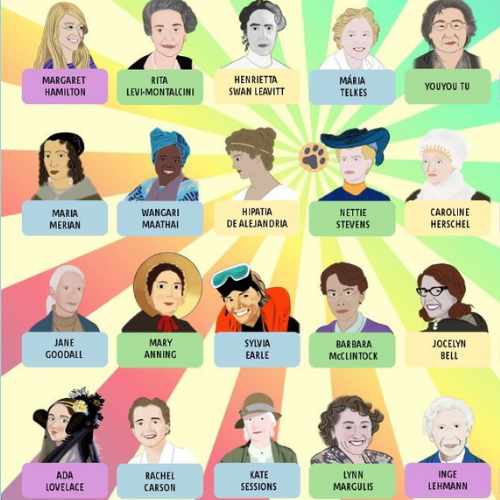 MARGARET
HAMILTON
RITA
LEVI-MONTALCINI
HENRIETTA
SWAN LEAVITT
MÁRIA
TELKES
YOUYOU TU
MARIA
MERIAN
WANGARI
MAATHAI
HIPATIA
DE ALEJANDRIA
NETTIE
STEVENS
CAROLINE
HERSCHEL
JANE
GOODALL
MARY
ANNING
SYLVIA
EARLE
BARBARA
McCLINTOCK
JOCELYN
BELL
ADA
LOVELACE
RACHEL
CARSON
KATE
SESSIONS
LYNN
MARGULIS
INGE
LEHMANN